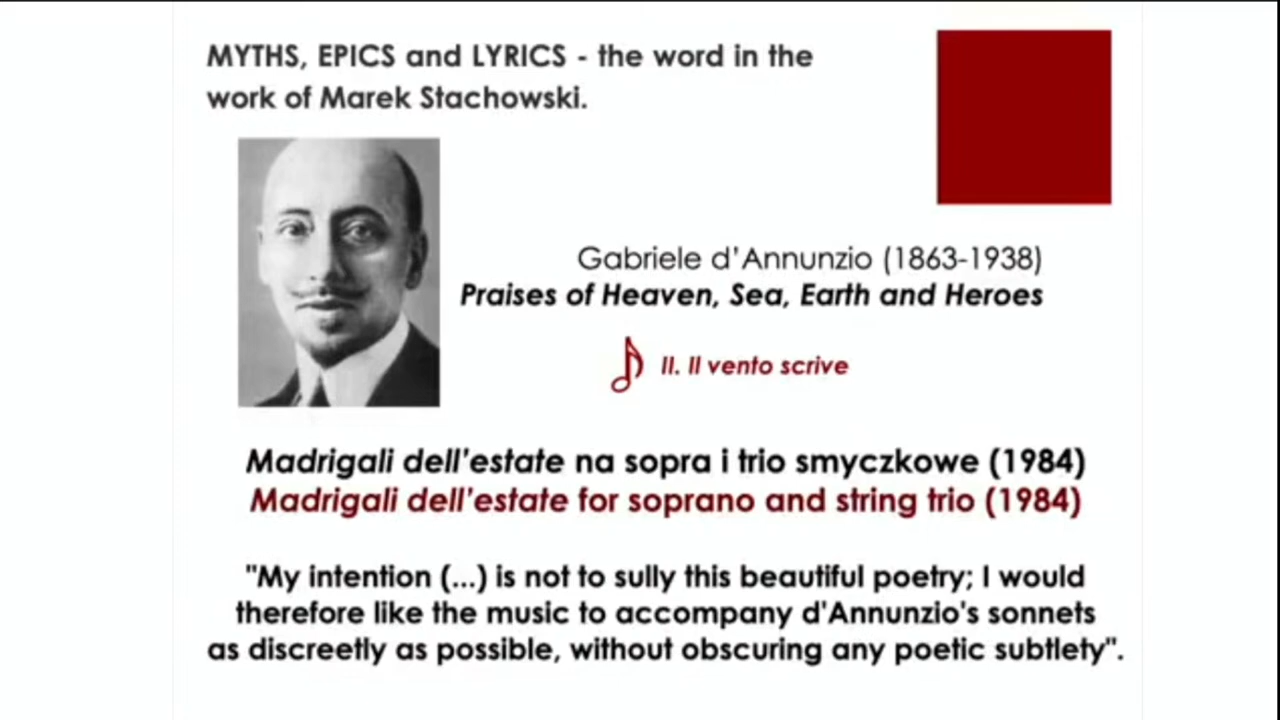 MYTHS, EPICS and LYRICS - the word in the
work of Marek Stachowski.
Gabriele d'Annunzio (1863-1938)
Praises of Heaven, Sea, Earth and Heroes
II. Il vento scrive
Madrigali dell'estate na sopra i trio smyczkowe (1984)
Madrigali dell'estate for soprano and string trio (1984)
"My intention (...) is not to sully this beautiful poetry; I would
therefore like the music to accompany d'Annunzio's sonnets
as discreetly as possible, without obscuring any poetic subtlety".